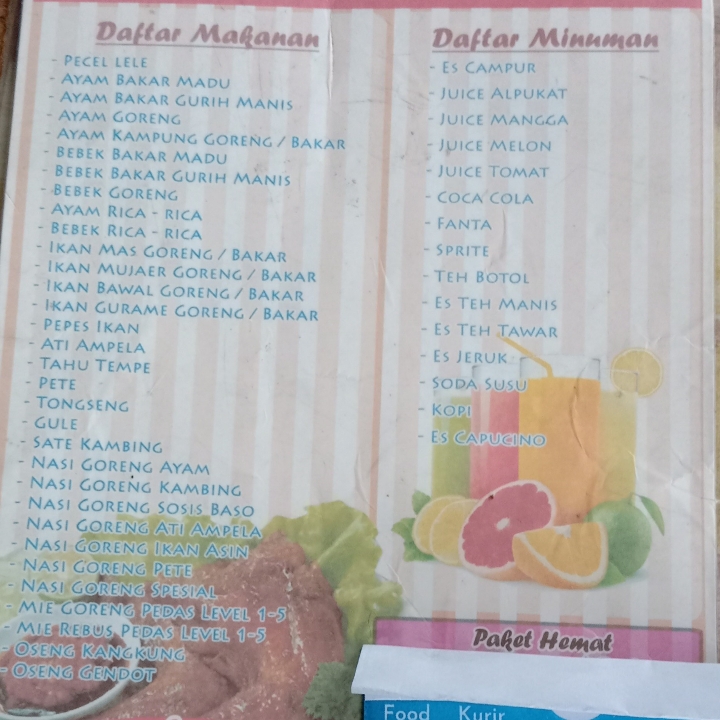 Daftar Makanan
- PECEL LELE
- AYAM BAKAR MADU
- AYAM BAKAR GURIH MANIS
- AYAM GORENG
- AYAM KAMPUNG GORENG / BAKAR
- BEBEK BAKAR MADU
- BEBEK BAKAR GURIH MANIS
- BEBEK GORENG
- AYAM RICA - RICA
- BEBEK RICA - RICA
- IKAN MAS GORENG / BAKAR
IKAN MUJAER GORENG / BAKAR
- IKAN BAWAL GORENG / BAKAR
- IKAN GURAME GORENG / BAKAR
- PEPES IKAN
- ATI AMPELA
- TAHU TEMPE
- PETE
- TONGSENG
- GULE
- SATE KAMBING
- NASI GORENG AYAM
- NASI GORENG KAMBING
- NASI GORENG SOSIS BASO
- NASI GORENG ATI AMPELA
- NASI GORENG IKAN ASIN
- NASI GORENG PETE
- NASI GORENG SPESIAL
- MIE GORENG PEDAS LEVEL 1-5
- MIE REBUS PEDAS LEVEL 1-5
- OSENG KANGKUNG
- OSENG GENDOT
Daftar Minuman
- ES CAMPUR
- JUICE ALPUKAT
- JUICE MANGGA
- JUICE MELON
- JUICE TOMAT
- COCA COLA
- FANTA
- SPRITE
- TEH BOTOL
- ES TEH MANIS
- ES TEH TAWAR
- ES JERUK
- SODA SUSU
- KOPI
- ES CAPUCINO
Paket Hemat
Food Kurir